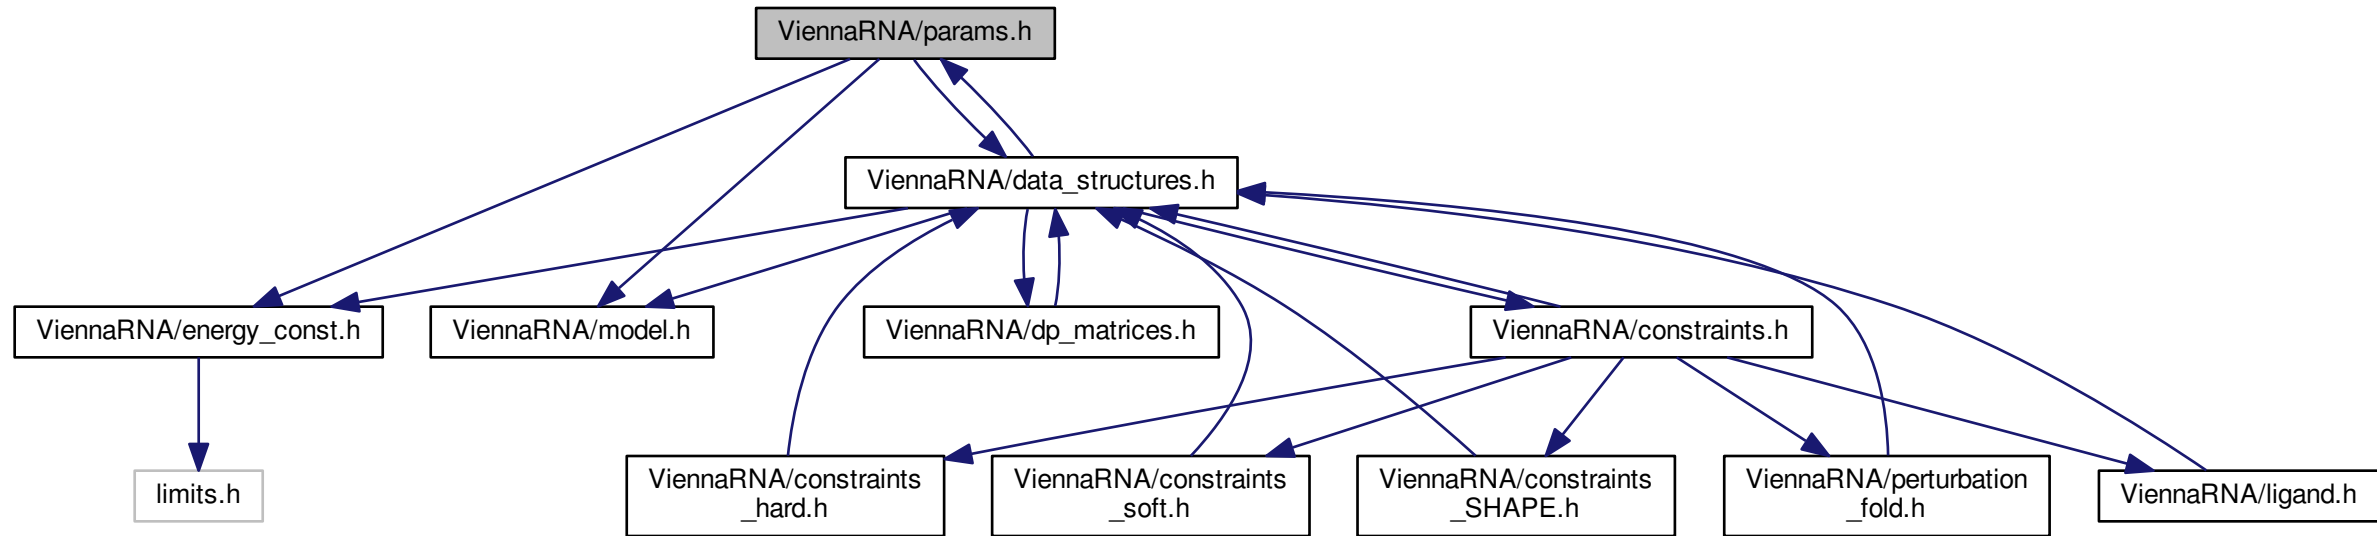 ViennaRNA/params.h
ViennaRNA/data_structures.h
ViennaRNA/energy_const.h
ViennaRNA/model.h
ViennaRNA/dp_matrices.h
ViennaRNA/constraints.h
limits.h
ViennaRNA/constraints
_hard.h
ViennaRNA/constraints
_soft.h
ViennaRNA/constraints
_SHAPE.h
ViennaRNA/perturbation
_fold.h
ViennaRNA/ligand.h